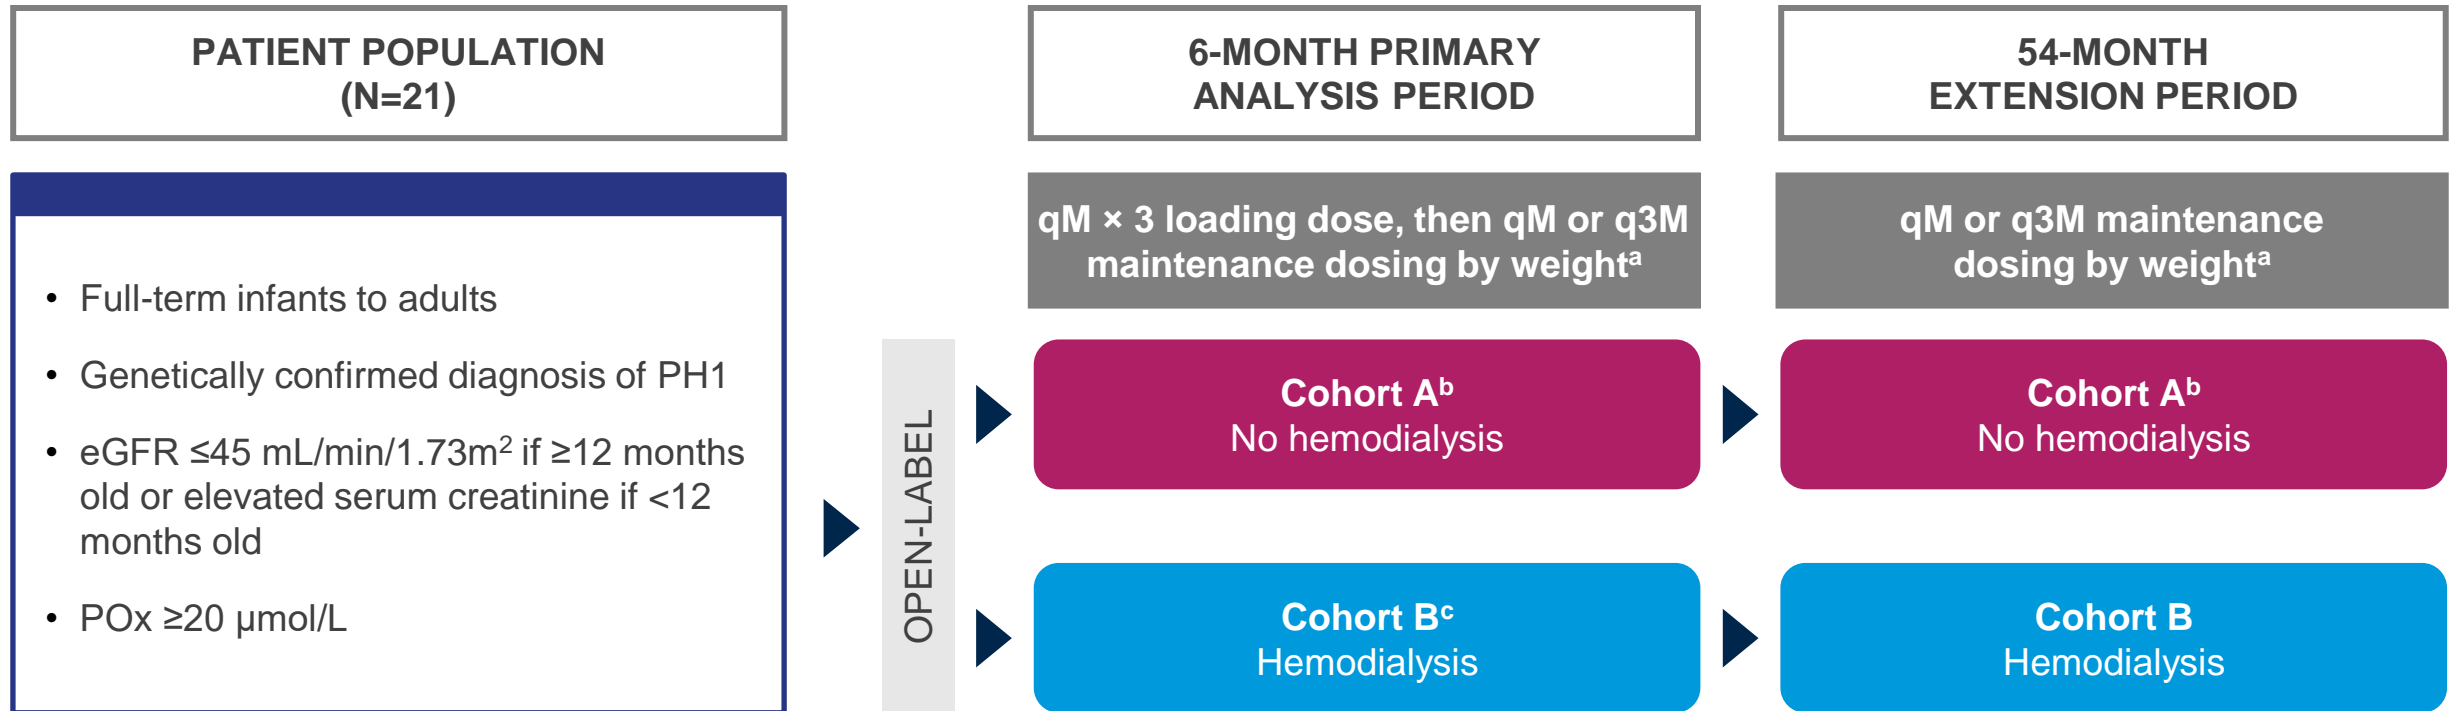 PATIENT POPULATION
(N=21)
6-MONTH PRIMARY
ANALYSIS PERIOD
54-MONTH
EXTENSION PERIOD
• Full-term infants to adults
• Genetically confirmed diagnosis of PH1
• eGFR ≤45 mL/min/1.73m² if ≥12 months
old or elevated serum creatinine if <12
months old
• POx ≥20 µmol/L
OPEN-LABEL
qM × 3 loading dose, then qM or q3M
maintenance dosing by weightᵃ
qM or q3M maintenance
dosing by weightᵃ
Cohort Aᵇ
No hemodialysis
Cohort Aᵇ
No hemodialysis
Cohort Bᶜ
Hemodialysis
Cohort B
Hemodialysis